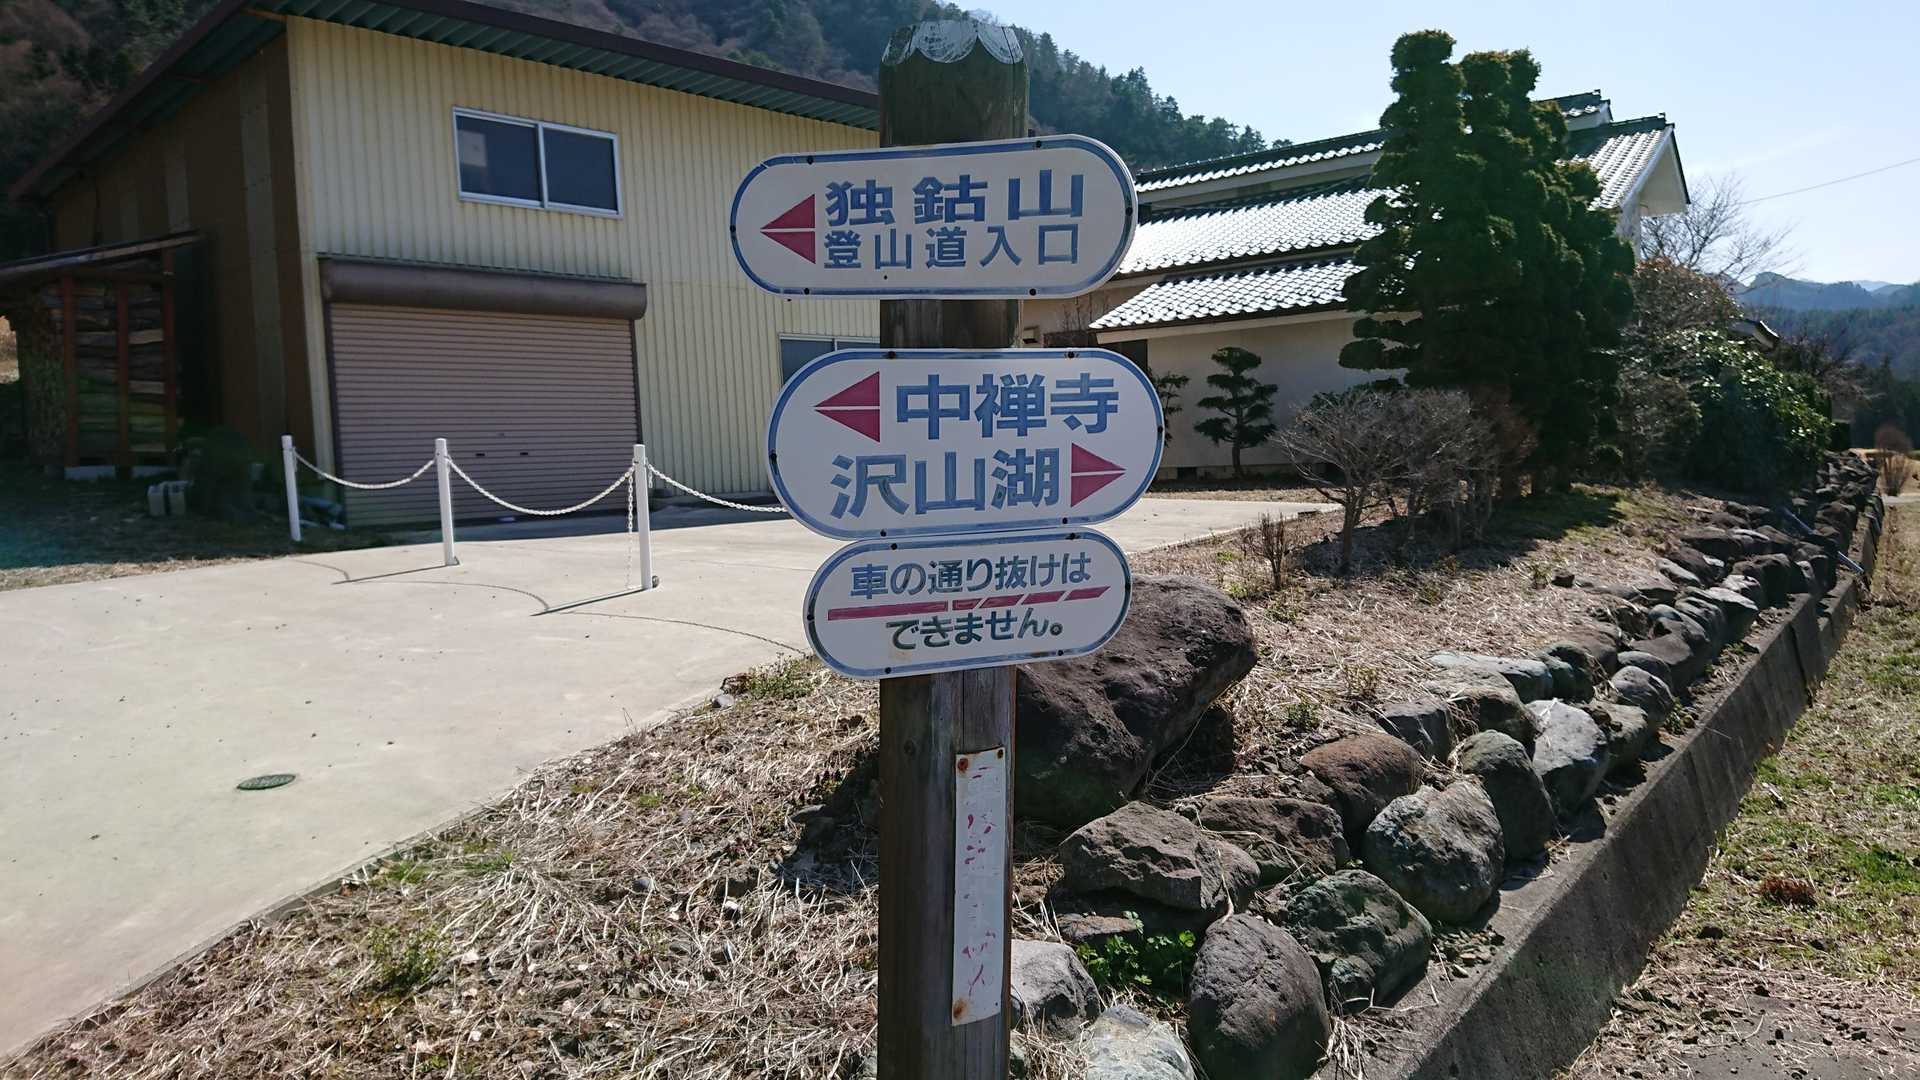 独鈷山
登山道入口
中禅寺
沢山湖
車の通り抜けは
できません。